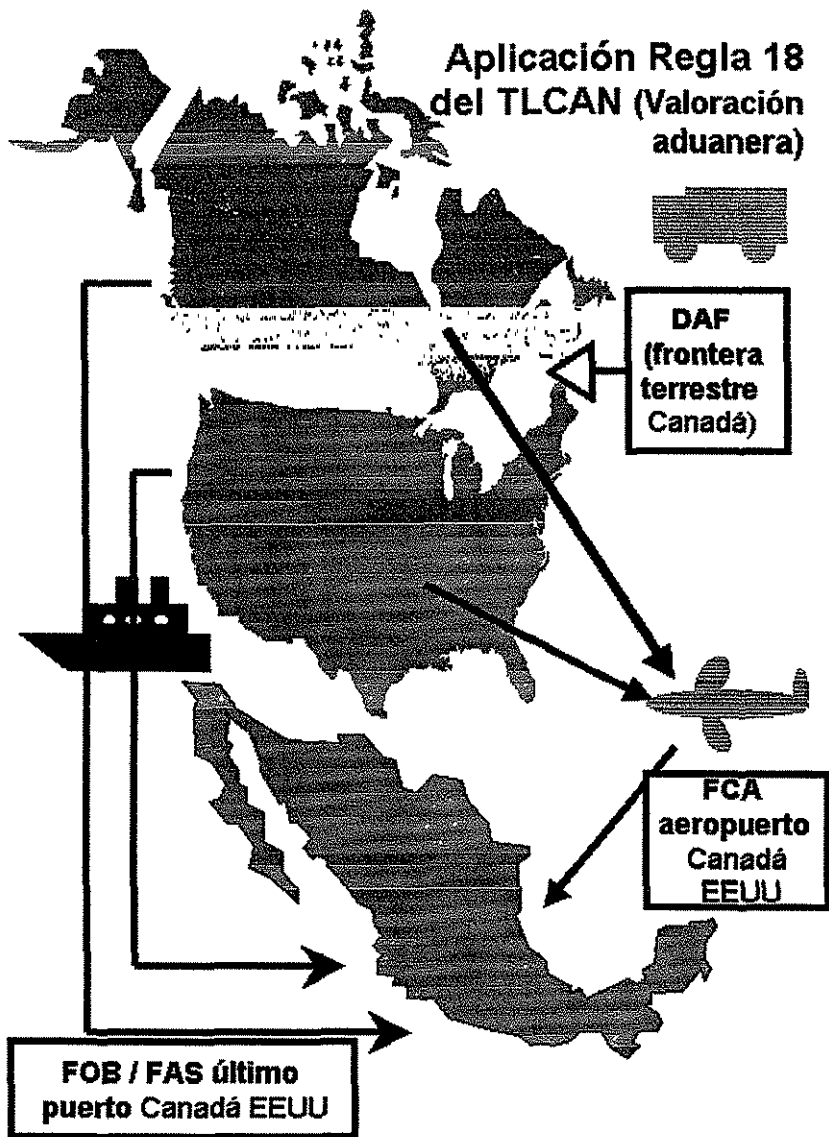 Aplicación Regla 18
del TLCAN (Valoración
aduanera)
DAF
(frontera
terrestre
Canadá)
FCA
aeropuerto
Canadá
EEUU
FOB / FAS último
puerto Canadá EEUU